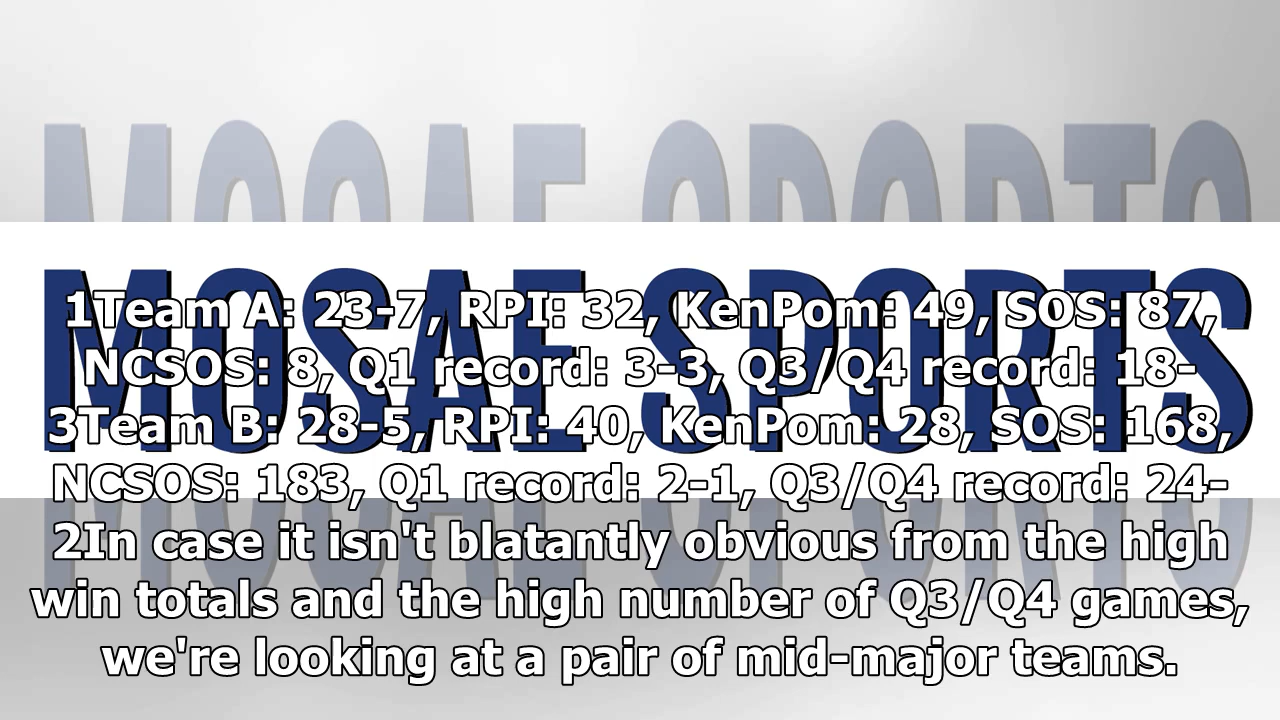 MOSAE SPORTS
MOSAE SPORTS
1Team A: 23-7, RPI: 32, KenPom: 49, SOS: 87,
NCSOS: 8, Q1 record: 3-3, Q3/Q4 record: 18-
3Team B: 28-5, RPI: 40, KenPom: 28, SOS: 168,
NCSOS: 183, Q1 record: 2-1, Q3/Q4 record: 24-
2In case it isn't blatantly obvious from the high
win totals and the high number of Q3/Q4 games,
we're looking at a pair of mid-major teams.